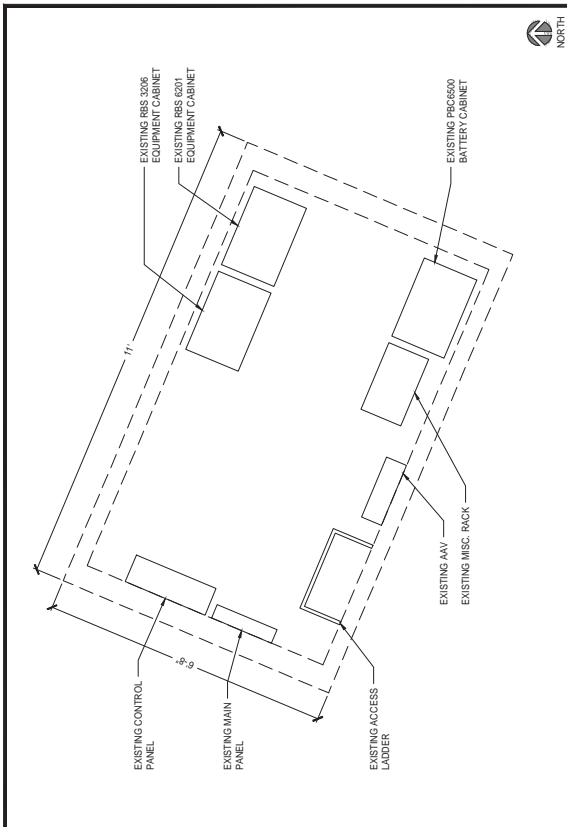 NORTH
EXISTING RBS 3206
EQUIPMENT CABINET
EXISTING RBS 6201
EQUIPMENT CABINET
EXISTING PBC6500
BATTERY CABINET
11'
6'-8"
EXISTING CONTROL
PANEL
EXISTING MAIN
PANEL
EXISTING ACCESS
LADDER
EXISTING AAV
EXISTING MISC. RACK